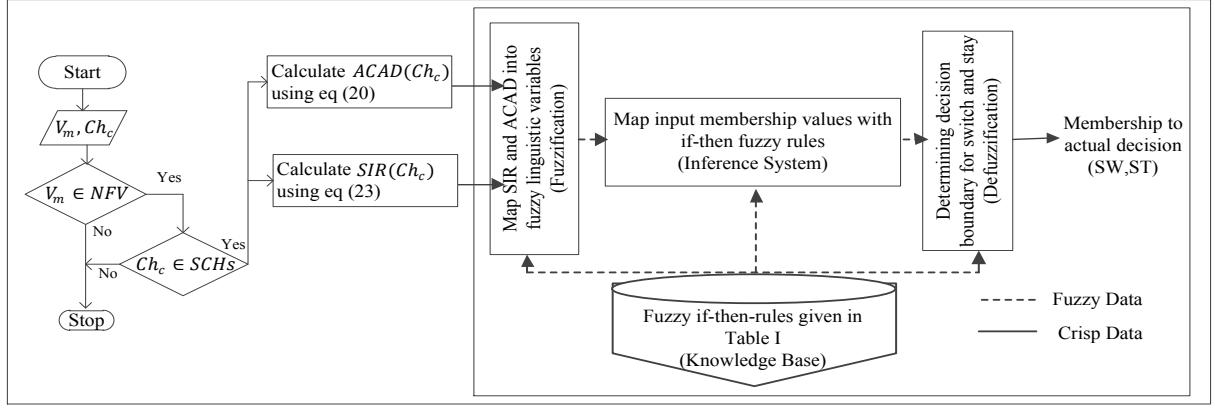 Start
V_m, Ch_c
V_m ∈ NFV
Yes
No
Ch_c ∈ SCHs
Yes
No
Stop
Calculate ACAD(Ch_c)
using eq (20)
Calculate SIR(Ch_c)
using eq (23)
Map SIR and ACAD into
fuzzy linguistic variables
(Fuzzification)
Map input membership values with
if-then fuzzy rules
(Inference System)
Determining decision
boundary for switch and stay
(Defuzzification)
Membership to
actual decision
(SW,ST)
Fuzzy if-then-rules given in
Table I
(Knowledge Base)
Fuzzy Data
Crisp Data